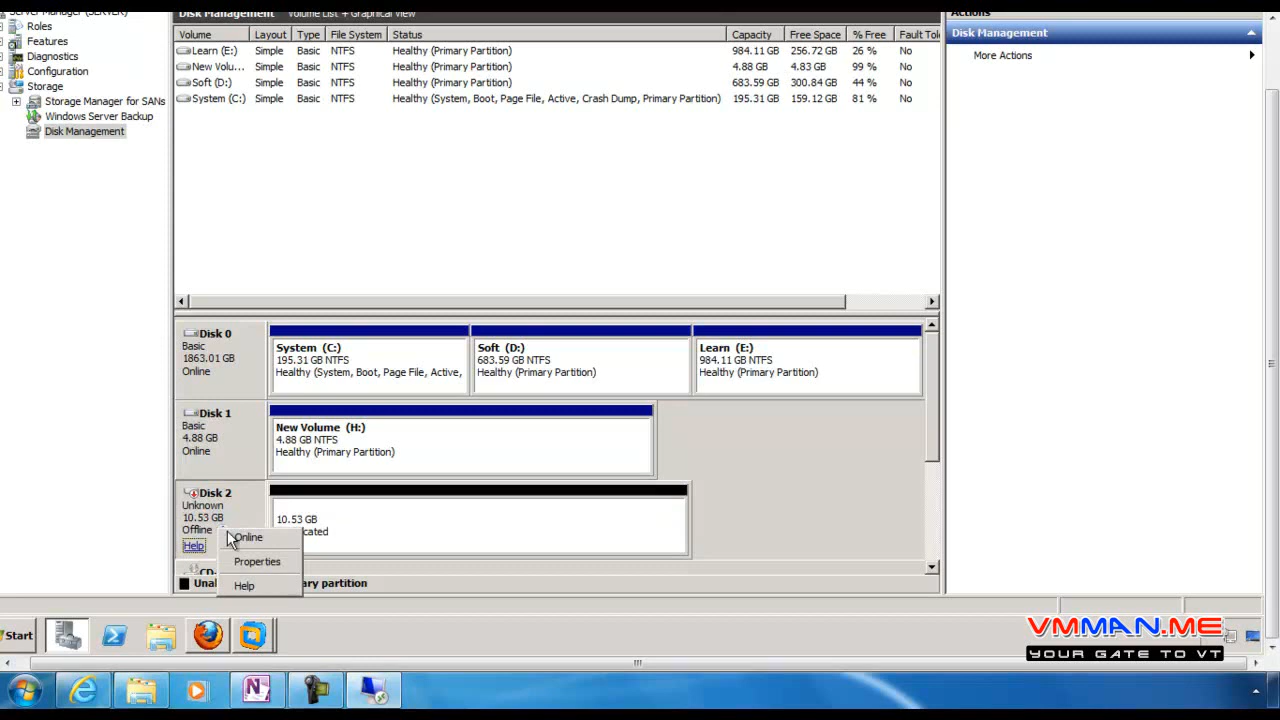 Server Manager (SERVER)
Roles
Features
Diagnostics
Configuration
Storage
Storage Manager for SANs
Windows Server Backup
Disk Management
Disk Management Volume List + Graphical View
Volume Layout Type File System Status Capacity Free Space % Free Fault Tol
Learn (E:) Simple Basic NTFS Healthy (Primary Partition) 984.11 GB 256.72 GB 26 % No
New Volu... Simple Basic NTFS Healthy (Primary Partition) 4.88 GB 4.83 GB 99 % No
Soft (D:) Simple Basic NTFS Healthy (Primary Partition) 683.59 GB 300.84 GB 44 % No
System (C:) Simple Basic NTFS Healthy (System, Boot, Page File, Active, Crash Dump, Primary Partition) 195.31 GB 159.12 GB 81 % No
Disk 0
Basic
1863.01 GB
Online
System (C:)
195.31 GB NTFS
Healthy (System, Boot, Page File, Active,
Soft (D:)
683.59 GB NTFS
Healthy (Primary Partition)
Learn (E:)
984.11 GB NTFS
Healthy (Primary Partition)
Disk 1
Basic
4.88 GB
Online
New Volume (H:)
4.88 GB NTFS
Healthy (Primary Partition)
Disk 2
Unknown
10.53 GB
Offline
Help
10.53 GB
cated
Online
Properties
Help
CD-
Unal
ary partition
Actions
Disk Management
More Actions
Start
VMMAN.ME
YOUR GATE TO VT